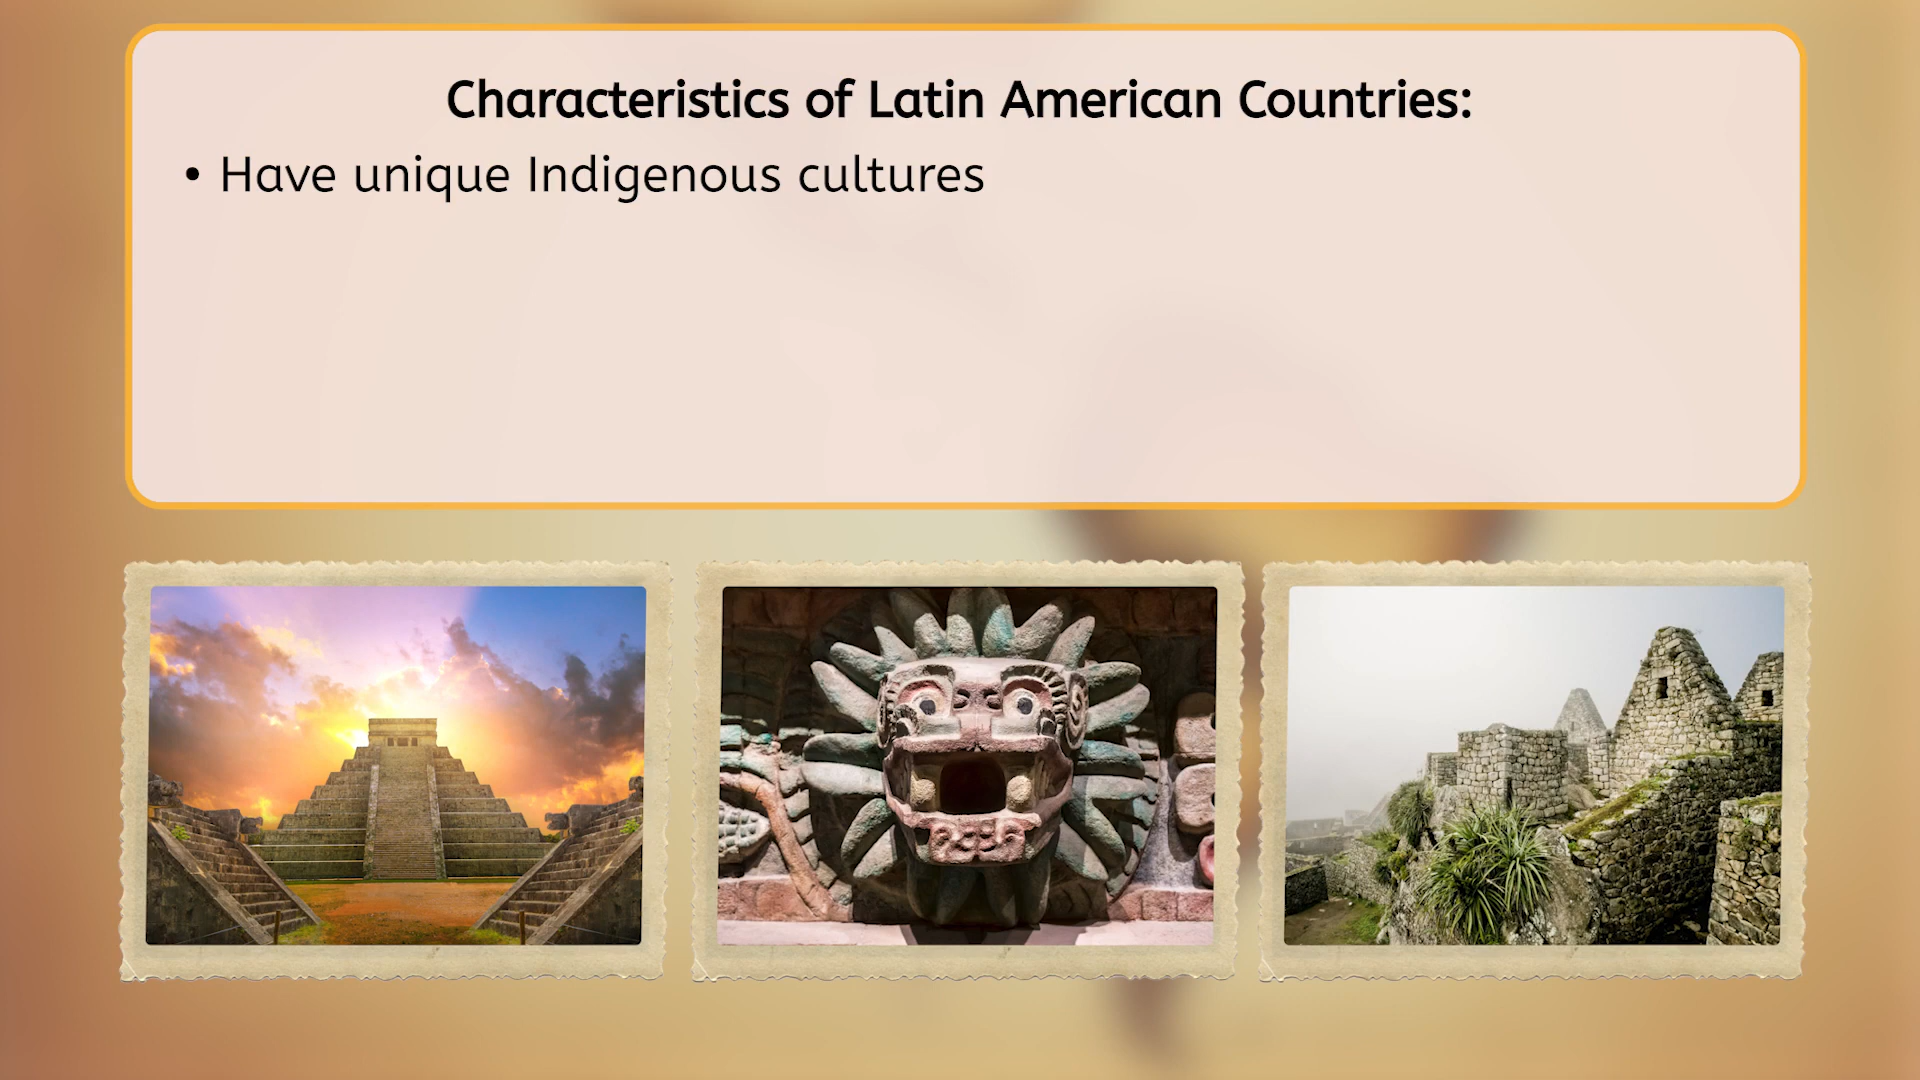 Characteristics of Latin American Countries:
• Have unique Indigenous cultures